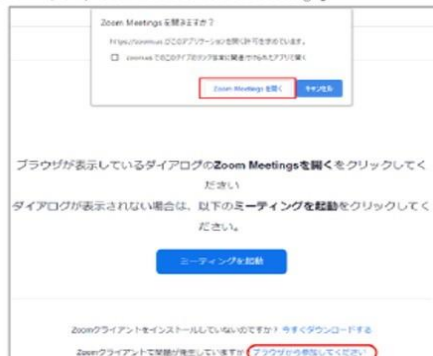 Zoom Meetings を開きますか？
https://zoom.us がこのアプリケーションを開く許可を求めています。
zoom.us でのこのタイプのリンクは常に関連付けられたアプリで開く
Zoom Meetings を開く キャンセル
ブラウザが表示しているダイアログのZoom Meetingsを開くをクリックしてく
ださい
ダイアログが表示されない場合は、以下のミーティングを起動をクリックしてく
ださい。
ミーティングを起動
Zoomクライアントをインストールしていないのですか？ 今すぐダウンロードする
Zoomクライアントで問題が発生していますか？ ブラウザから参加してください